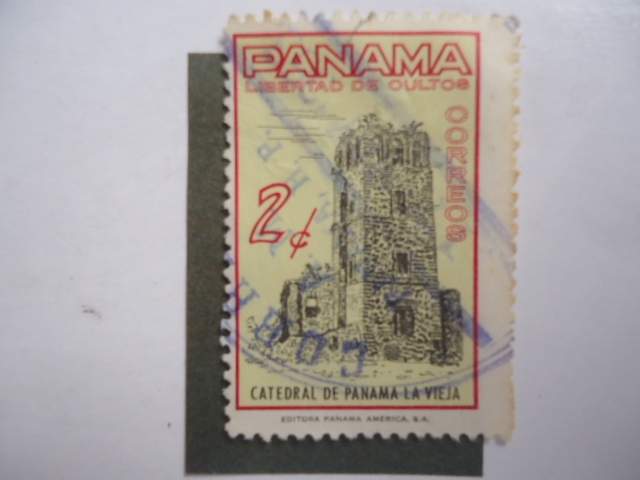 PANAMA
LIBERTAD DE CULTOS
CORREOS
2¢
CATEDRAL DE PANAMA LA VIEJA
EDITORA PANAMA AMERICA, S.A.